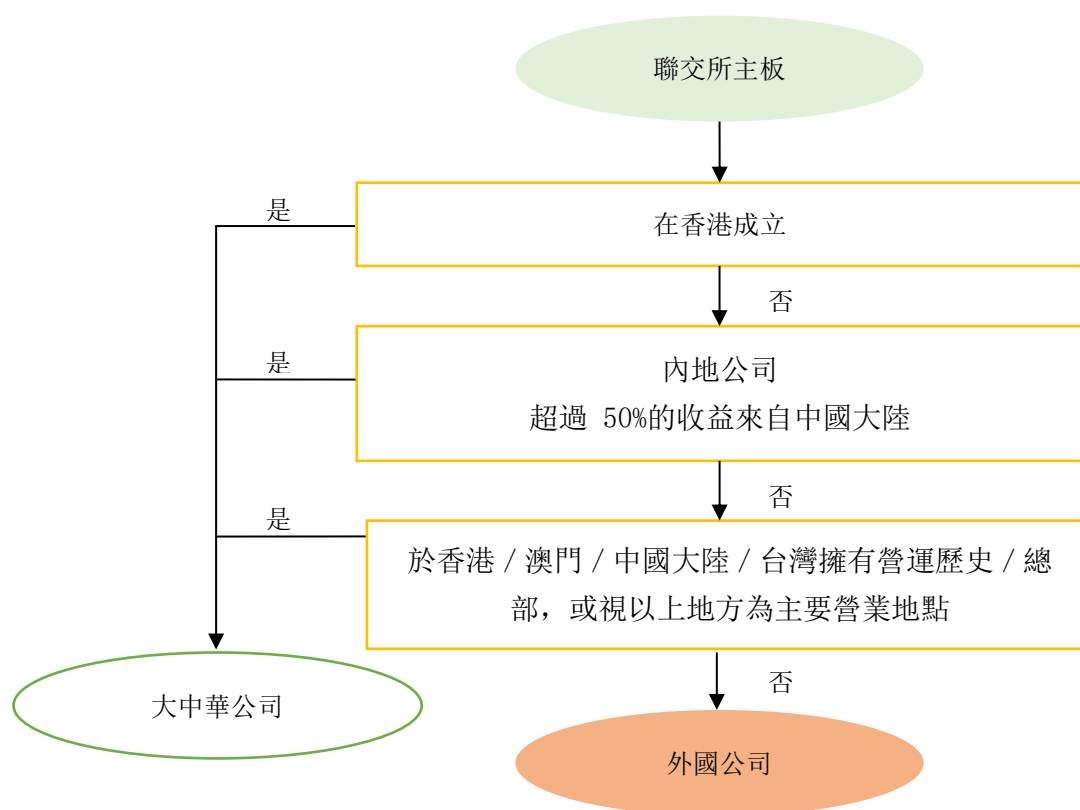 聯交所主板
是
在香港成立
否
是
內地公司
超過 50%的收益來自中國大陸
否
是
於香港／澳門／中國大陸／台灣擁有營運歷史／總
部，或視以上地方為主要營業地點
否
大中華公司
外國公司